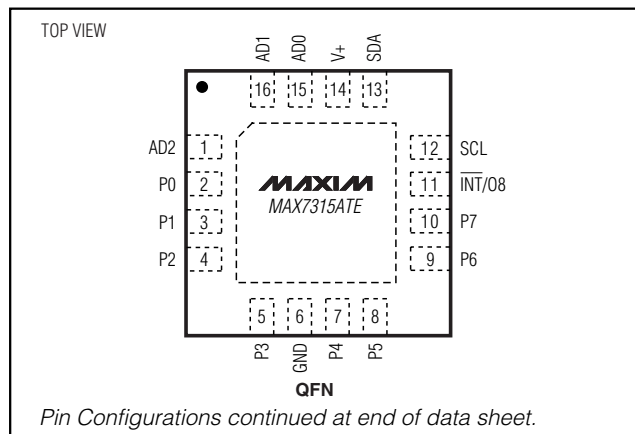 TOP VIEW
AD1 AD0 V+ SDA
16 15 14 13
AD2 1
P0 2
P1 3
P2 4
MAXIM
MAX7315ATE
12 SCL
11 INT/O8
10 P7
9 P6
5 6 7 8
P3 GND P4 P5
QFN
Pin Configurations continued at end of data sheet.